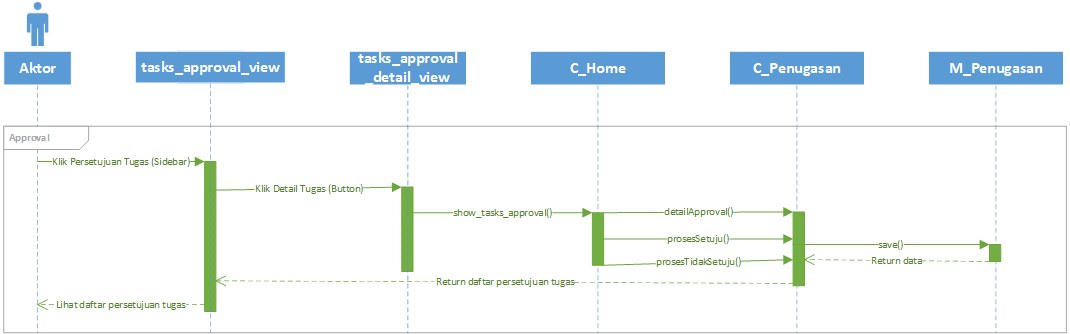 Aktor
tasks_approval_view
tasks_approval
_detail_view
C_Home
C_Penugasan
M_Penugasan
Approval
Klik Persetujuan Tugas (Sidebar)
Klik Detail Tugas (Button)
show_tasks_approval()
detailApproval()
prosesSetuju()
save()
prosesTidakSetuju()
Return data
Return daftar persetujuan tugas
Lihat daftar persetujuan tugas